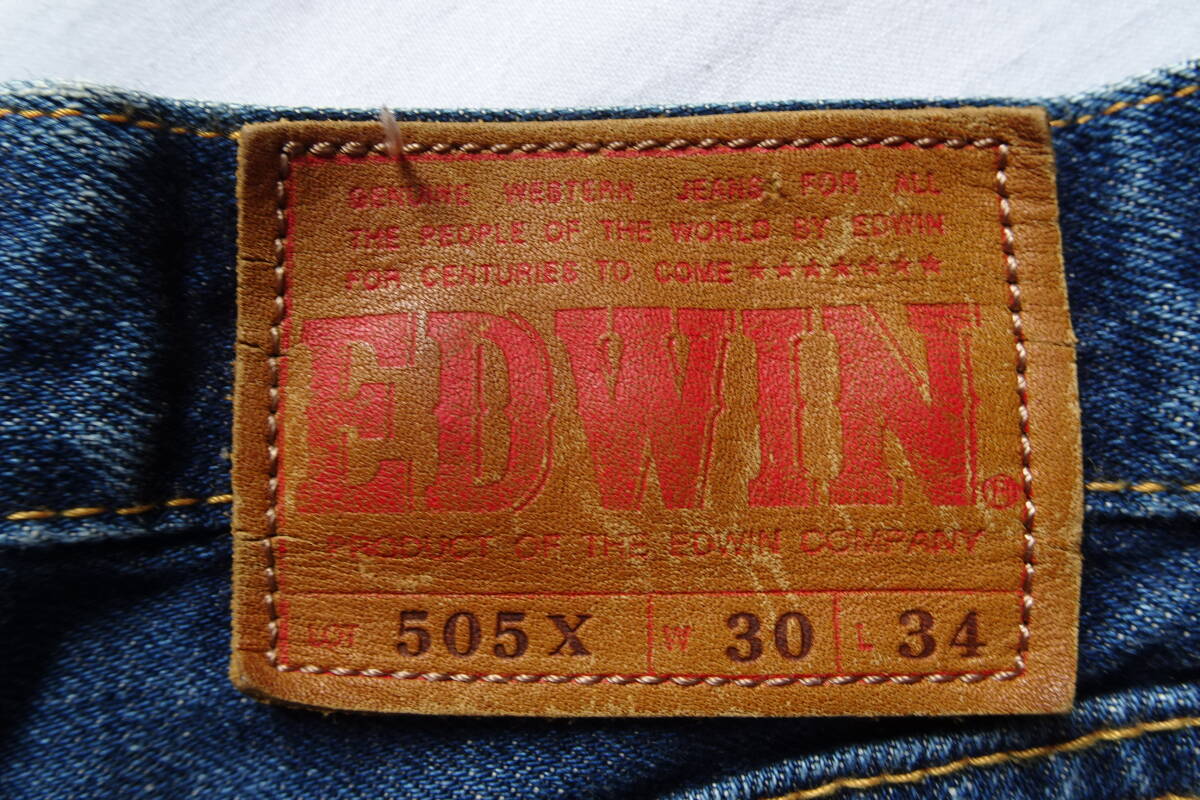 GENUINE WESTERN JEANS FOR ALL
THE PEOPLE OF THE WORLD BY EDWIN
FOR CENTURIES TO COME ★★★★★★★
EDWIN®
PRODUCT OF THE EDWIN COMPANY
LOT 505X W 30 L 34